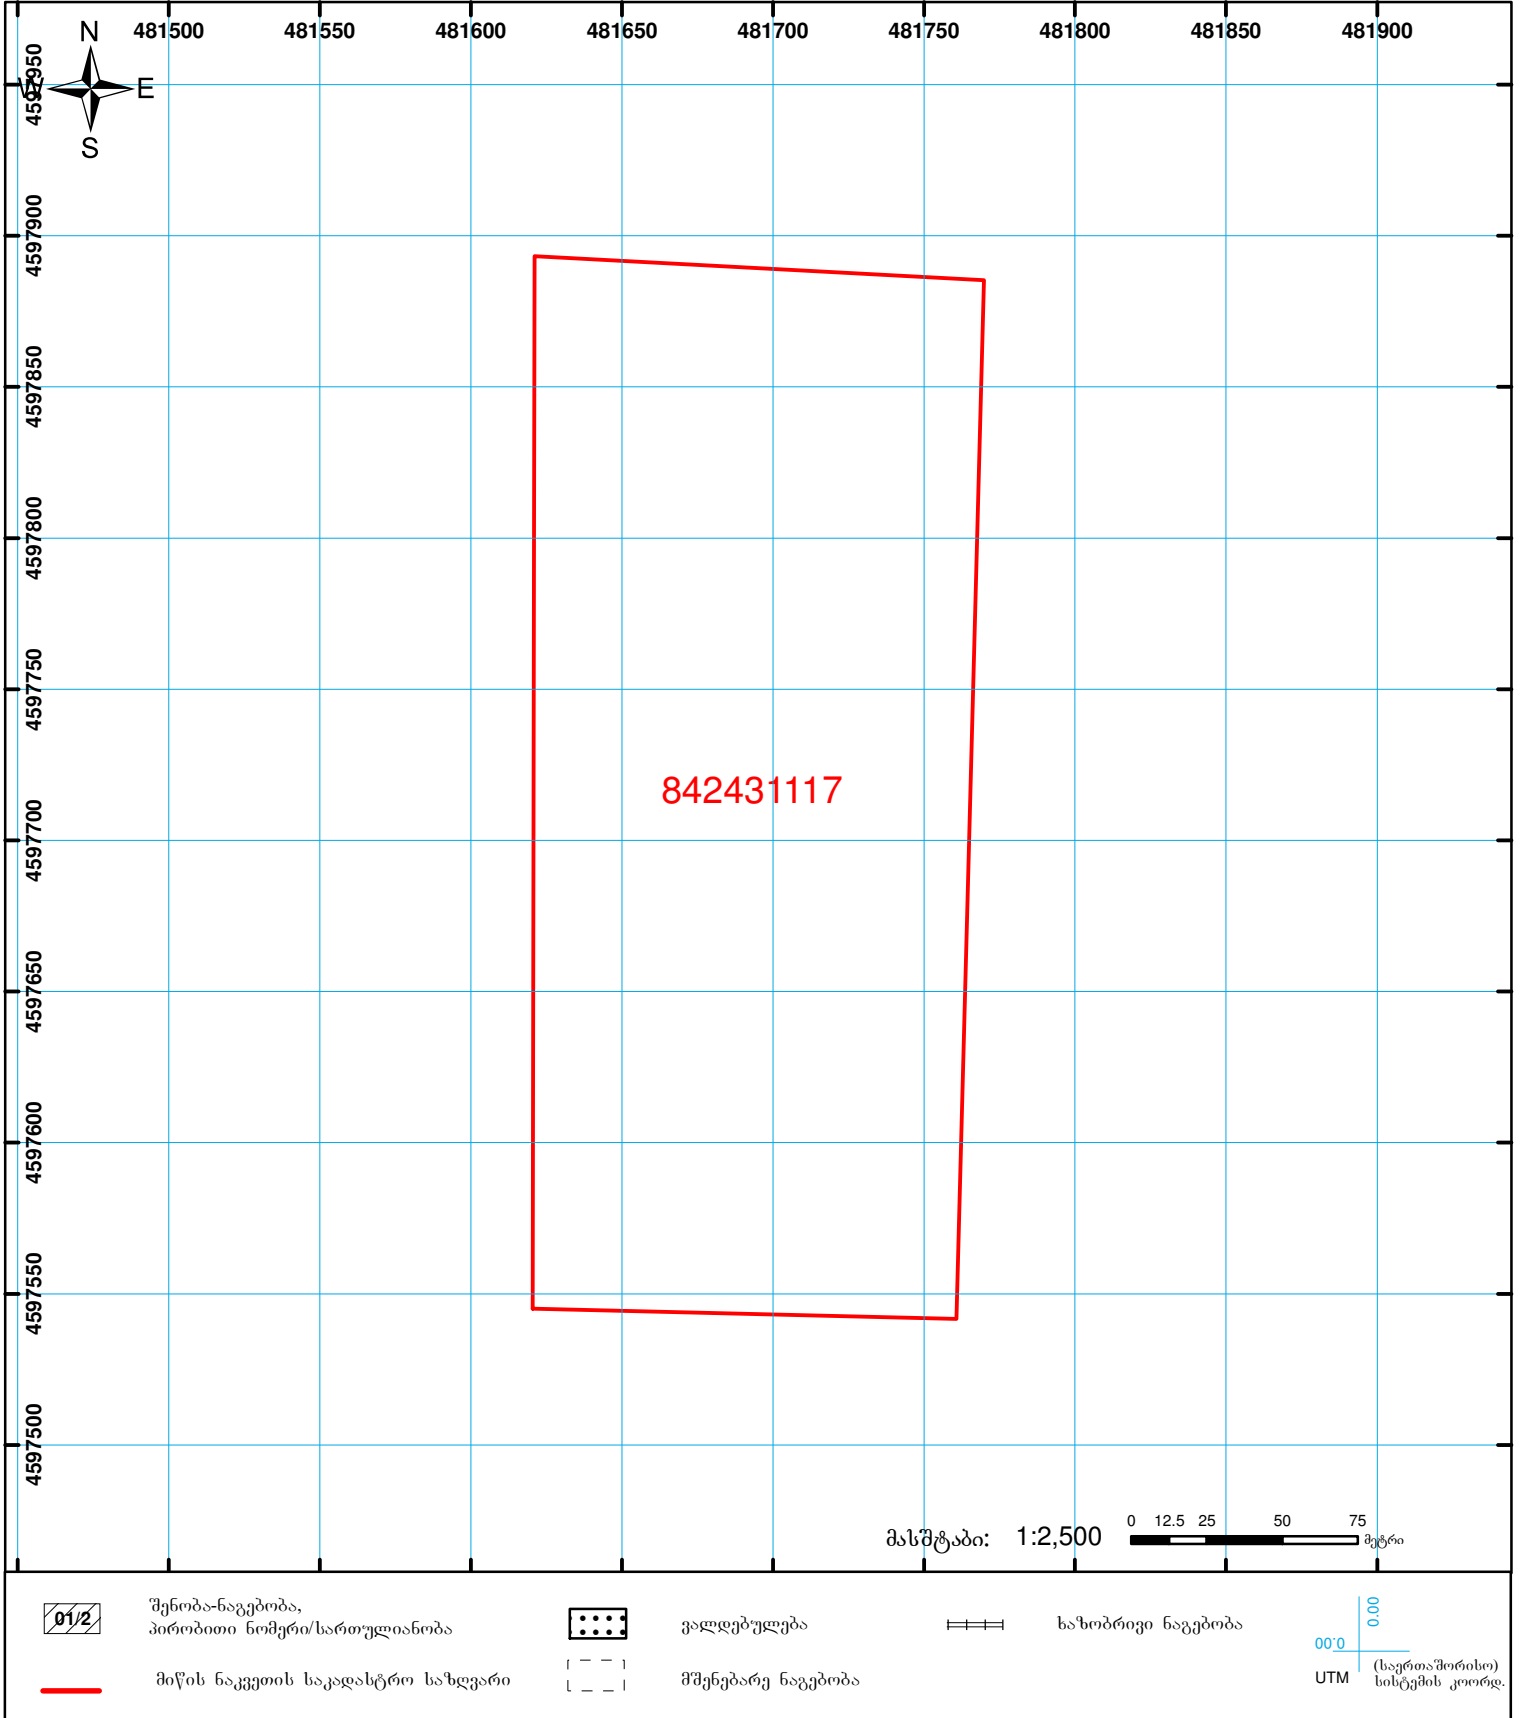 481500 481550 481600 481650 481700 481750 481800 481850 481900
N
W E
S
4597950
4597900
4597850
4597800
4597750
4597700
4597650
4597600
4597550
4597500
842431117
მასშტაბი: 1:2,500
0 12.5 25 50 75
მეტრი
01/2
შენობა-ნაგებობა,
პირობითი ნომერი/სართულიანობა
ვალდებულება
ხაზობრივი ნაგებობა
მიწის ნაკვეთის საკადასტრო საზღვარი
მშენებარე ნაგებობა
0.00
00.0
UTM
(საერთაშორისო)
სისტემის კოორდ.